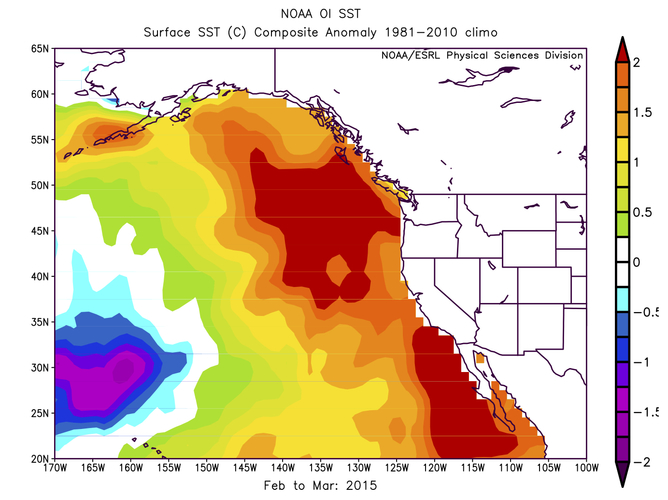 NOAA OI SST
Surface SST (C) Composite Anomaly 1981−2010 climo
NOAA/ESRL Physical Sciences Division
65N
60N
55N
50N
45N
40N
35N
30N
25N
20N
170W 165W 160W 155W 150W 145W 140W 135W 130W 125W 120W 115W 110W 105W 100W
Feb to Mar: 2015
2
1.5
1
0.5
0
−0.5
−1
−1.5
−2